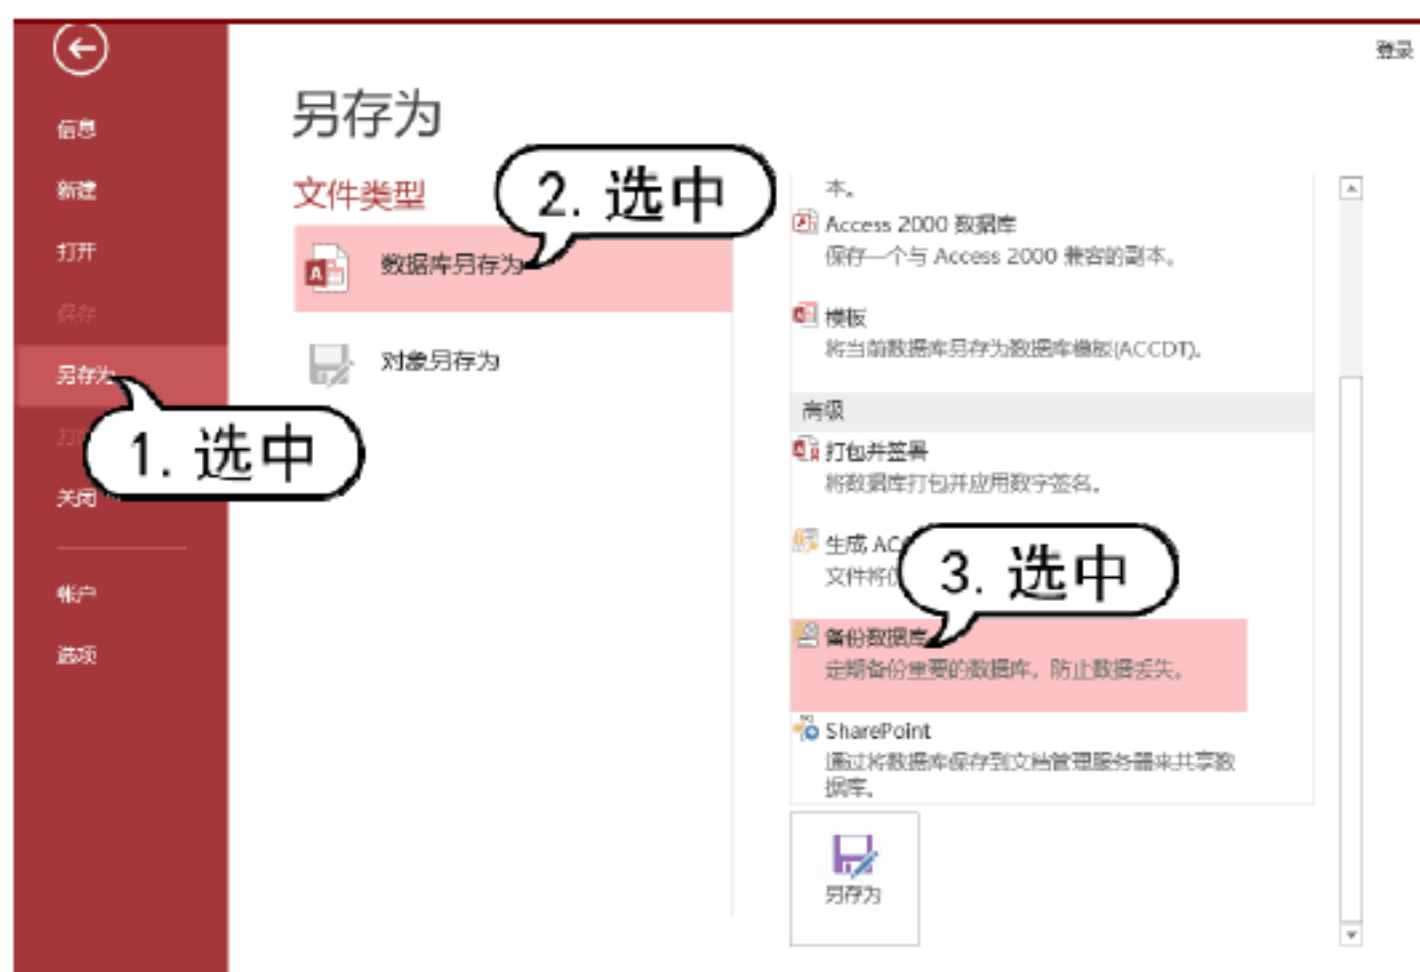 登录
信息
新建
打开
保存
另存为
关闭
帐户
选项
另存为
文件类型
数据库另存为
对象另存为
1. 选中
2. 选中
本。
Access 2000 数据库
保存一个与 Access 2000 兼容的副本。
模板
将当前数据库另存为数据库模板(ACCDT)。
高级
打包并签署
将数据库打包并应用数字签名。
生成 AC
文件将
3. 选中
备份数据库
定期备份重要的数据库，防止数据丢失。
SharePoint
通过将数据库保存到文档管理服务器来共享数
据库。
另存为